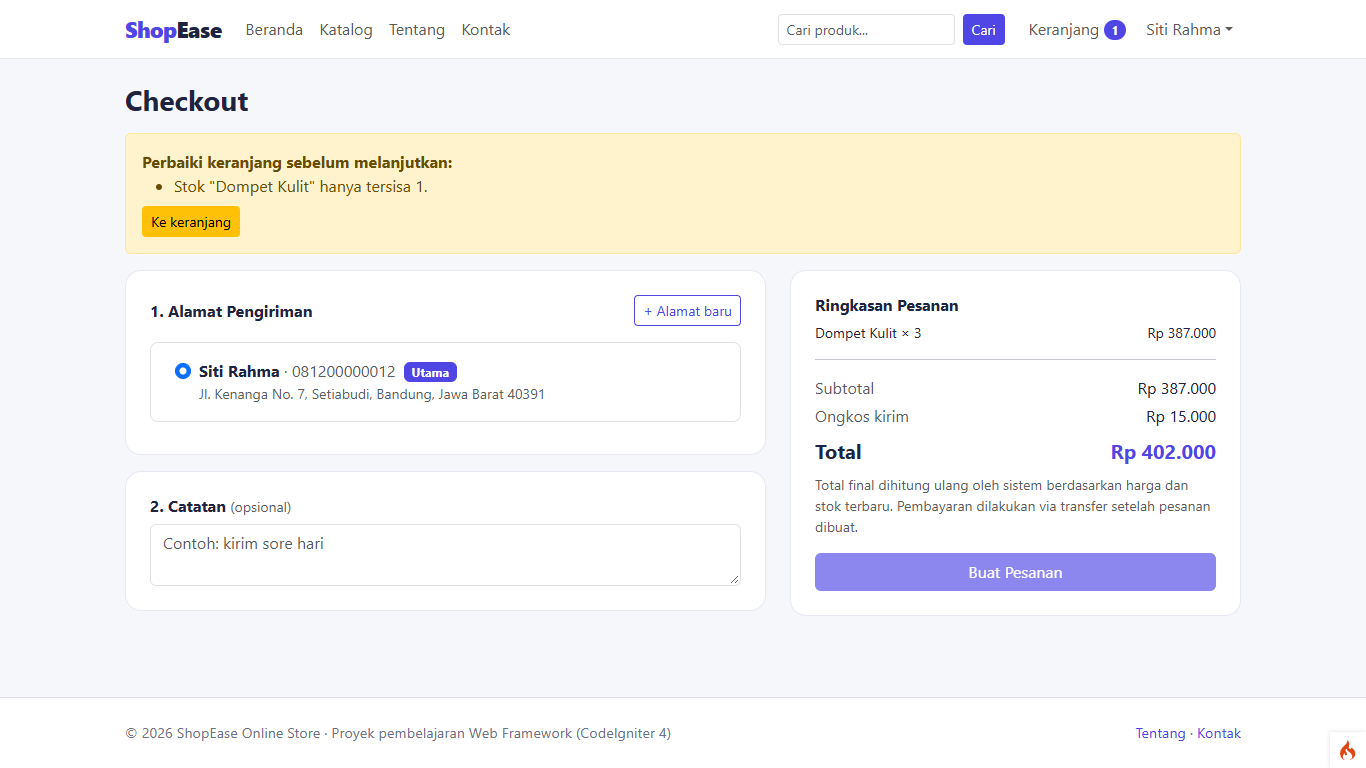 ShopEase Beranda Katalog Tentang Kontak Cari produk... Cari Keranjang 1 Siti Rahma
Checkout
Perbaiki keranjang sebelum melanjutkan:
• Stok "Dompet Kulit" hanya tersisa 1.
Ke keranjang
1. Alamat Pengiriman
+ Alamat baru
Siti Rahma · 081200000012 Utama
Jl. Kenanga No. 7, Setiabudi, Bandung, Jawa Barat 40391
2. Catatan (opsional)
Contoh: kirim sore hari
Ringkasan Pesanan
Dompet Kulit × 3 Rp 387.000
Subtotal Rp 387.000
Ongkos kirim Rp 15.000
Total Rp 402.000
Total final dihitung ulang oleh sistem berdasarkan harga dan
stok terbaru. Pembayaran dilakukan via transfer setelah pesanan
dibuat.
Buat Pesanan
© 2026 ShopEase Online Store · Proyek pembelajaran Web Framework (CodeIgniter 4)
Tentang · Kontak